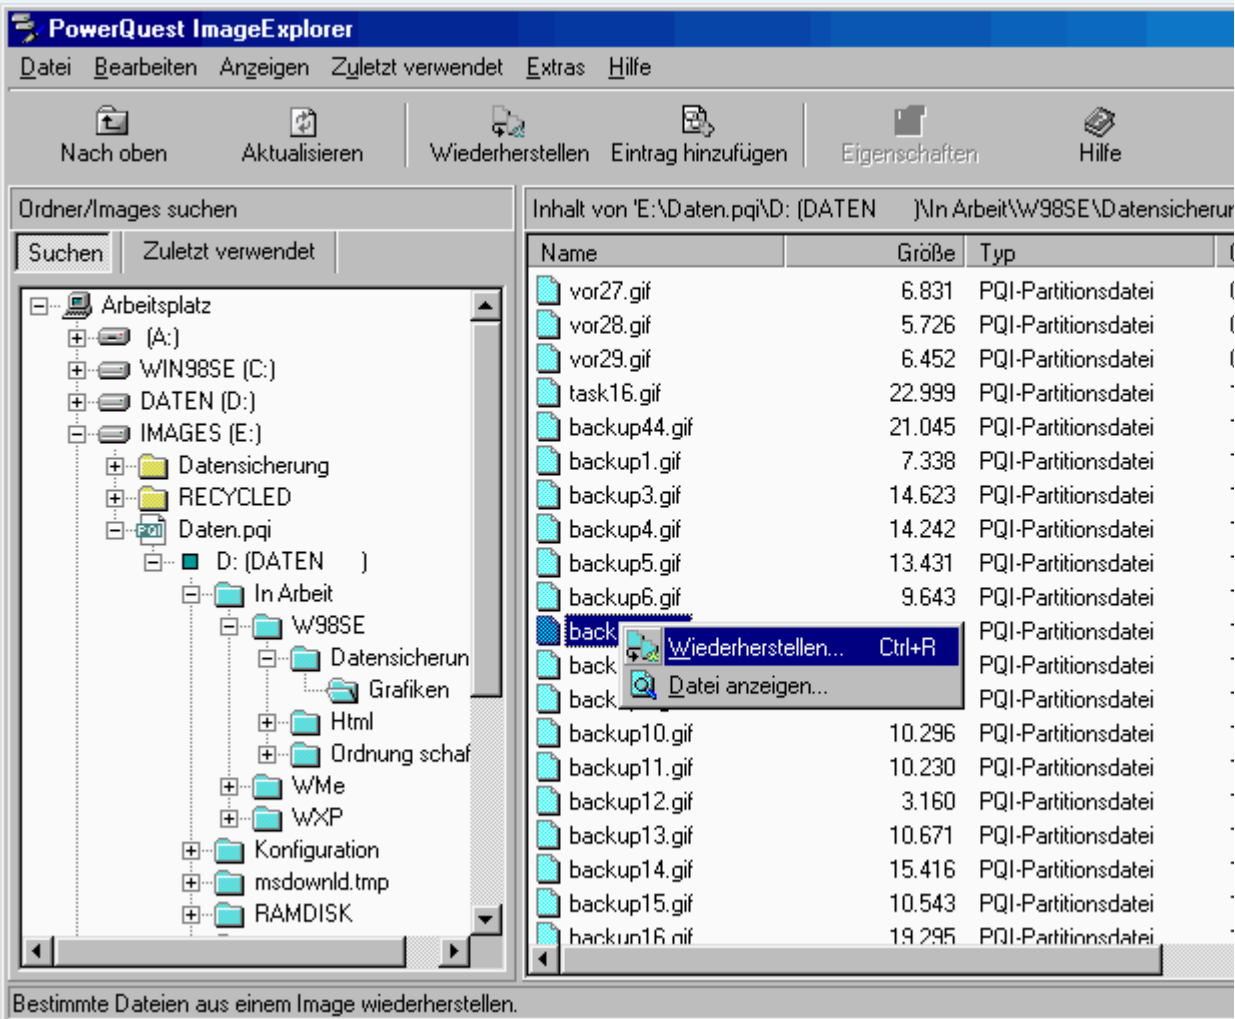 PowerQuest ImageExplorer
Datei Bearbeiten Anzeigen Zuletzt verwendet Extras Hilfe
Nach oben Aktualisieren Wiederherstellen Eintrag hinzufügen Eigenschaften Hilfe
Ordner/Images suchen
Suchen Zuletzt verwendet
Arbeitsplatz
(A:)
WIN98SE (C:)
DATEN (D:)
IMAGES (E:)
Datensicherung
RECYCLED
PQI Daten.pqi
D: (DATEN )
In Arbeit
W98SE
Datensicherun
Grafiken
Html
Ordnung schaf
WMe
WXP
Konfiguration
msdownld.tmp
RAMDISK
Inhalt von 'E:\Daten.pqi\D: (DATEN )\In Arbeit\W98SE\Datensicherun
Name Größe Typ
vor27.gif 6.831 PQI-Partitionsdatei
vor28.gif 5.726 PQI-Partitionsdatei
vor29.gif 6.452 PQI-Partitionsdatei
task16.gif 22.999 PQI-Partitionsdatei
backup44.gif 21.045 PQI-Partitionsdatei
backup1.gif 7.338 PQI-Partitionsdatei
backup3.gif 14.623 PQI-Partitionsdatei
backup4.gif 14.242 PQI-Partitionsdatei
backup5.gif 13.431 PQI-Partitionsdatei
backup6.gif 9.643 PQI-Partitionsdatei
back PQI-Partitionsdatei
back PQI-Partitionsdatei
back PQI-Partitionsdatei
Wiederherstellen... Ctrl+R
Datei anzeigen...
backup10.gif 10.296 PQI-Partitionsdatei
backup11.gif 10.230 PQI-Partitionsdatei
backup12.gif 3.160 PQI-Partitionsdatei
backup13.gif 10.671 PQI-Partitionsdatei
backup14.gif 15.416 PQI-Partitionsdatei
backup15.gif 10.543 PQI-Partitionsdatei
backup16.gif 19.295 PQI-Partitionsdatei
Bestimmte Dateien aus einem Image wiederherstellen.